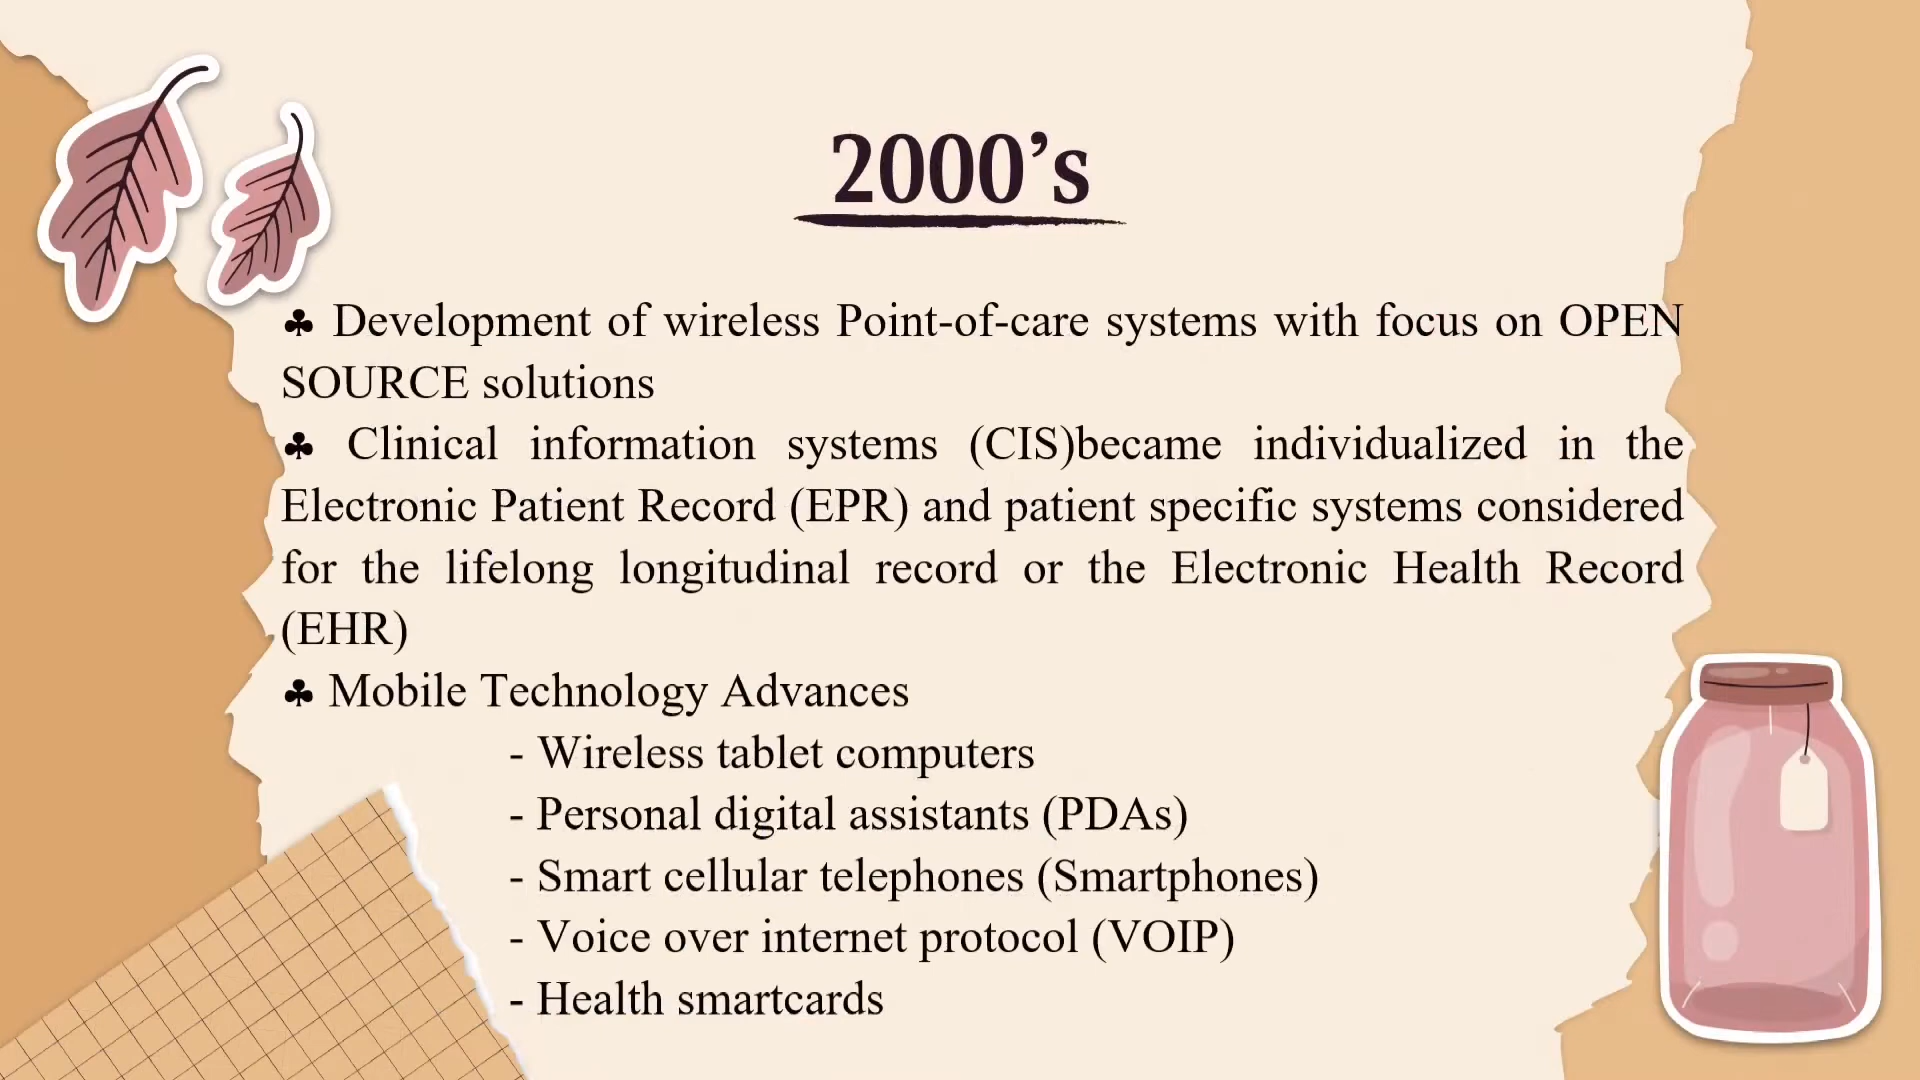 2000’s
♣ Development of wireless Point-of-care systems with focus on OPEN
SOURCE solutions
♣ Clinical information systems (CIS)became individualized in the
Electronic Patient Record (EPR) and patient specific systems considered
for the lifelong longitudinal record or the Electronic Health Record
(EHR)
♣ Mobile Technology Advances
- Wireless tablet computers
- Personal digital assistants (PDAs)
- Smart cellular telephones (Smartphones)
- Voice over internet protocol (VOIP)
- Health smartcards